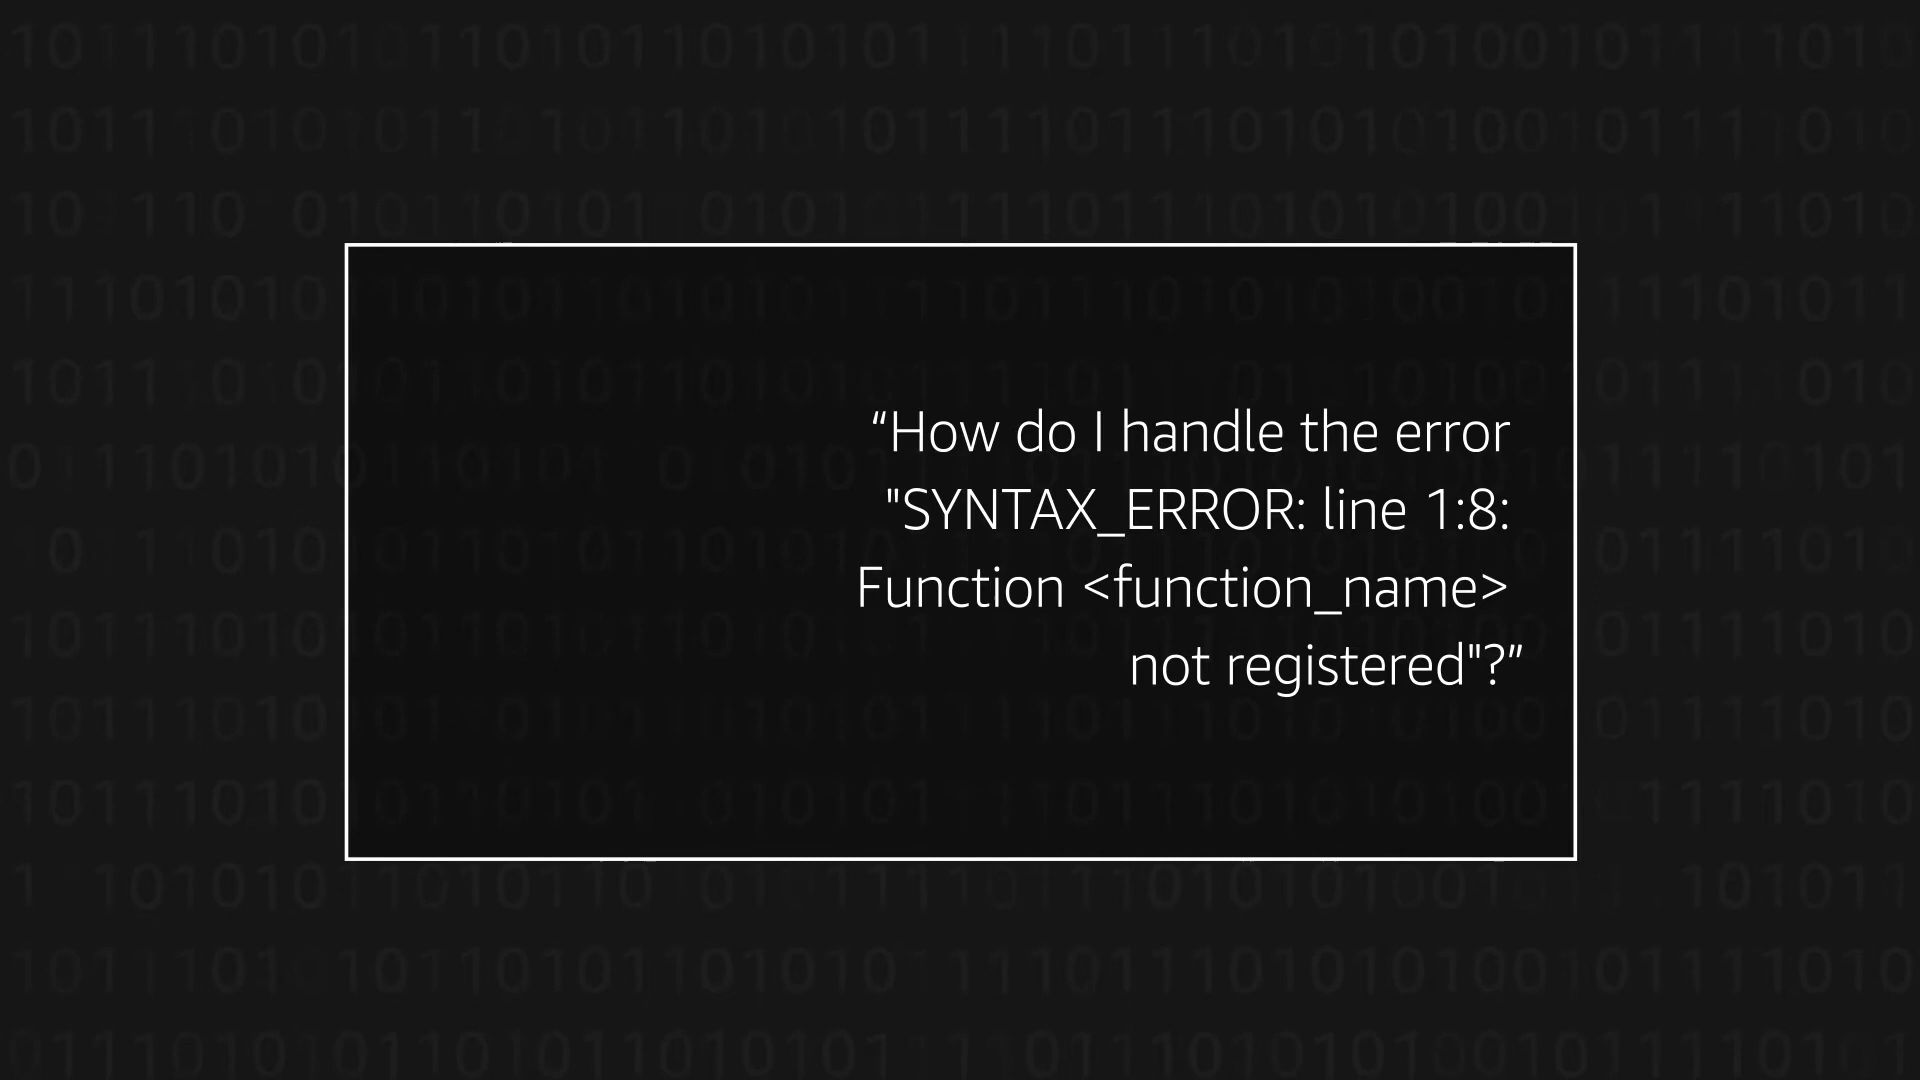 “How do I handle the error
"SYNTAX_ERROR: line 1:8:
Function <function_name>
not registered"?”